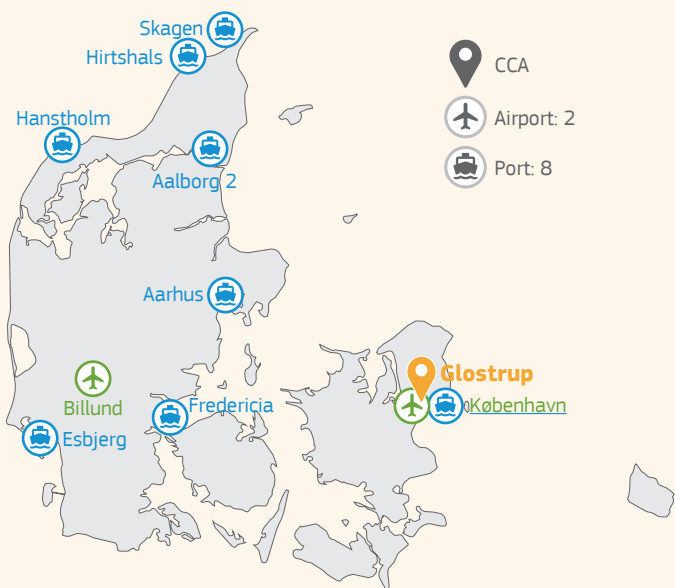 Skagen
Hirtshals
CCA
Hanstholm
Airport: 2
Port: 8
Aalborg 2
Aarhus
Glostrup
Billund
Fredericia
København
Esbjerg